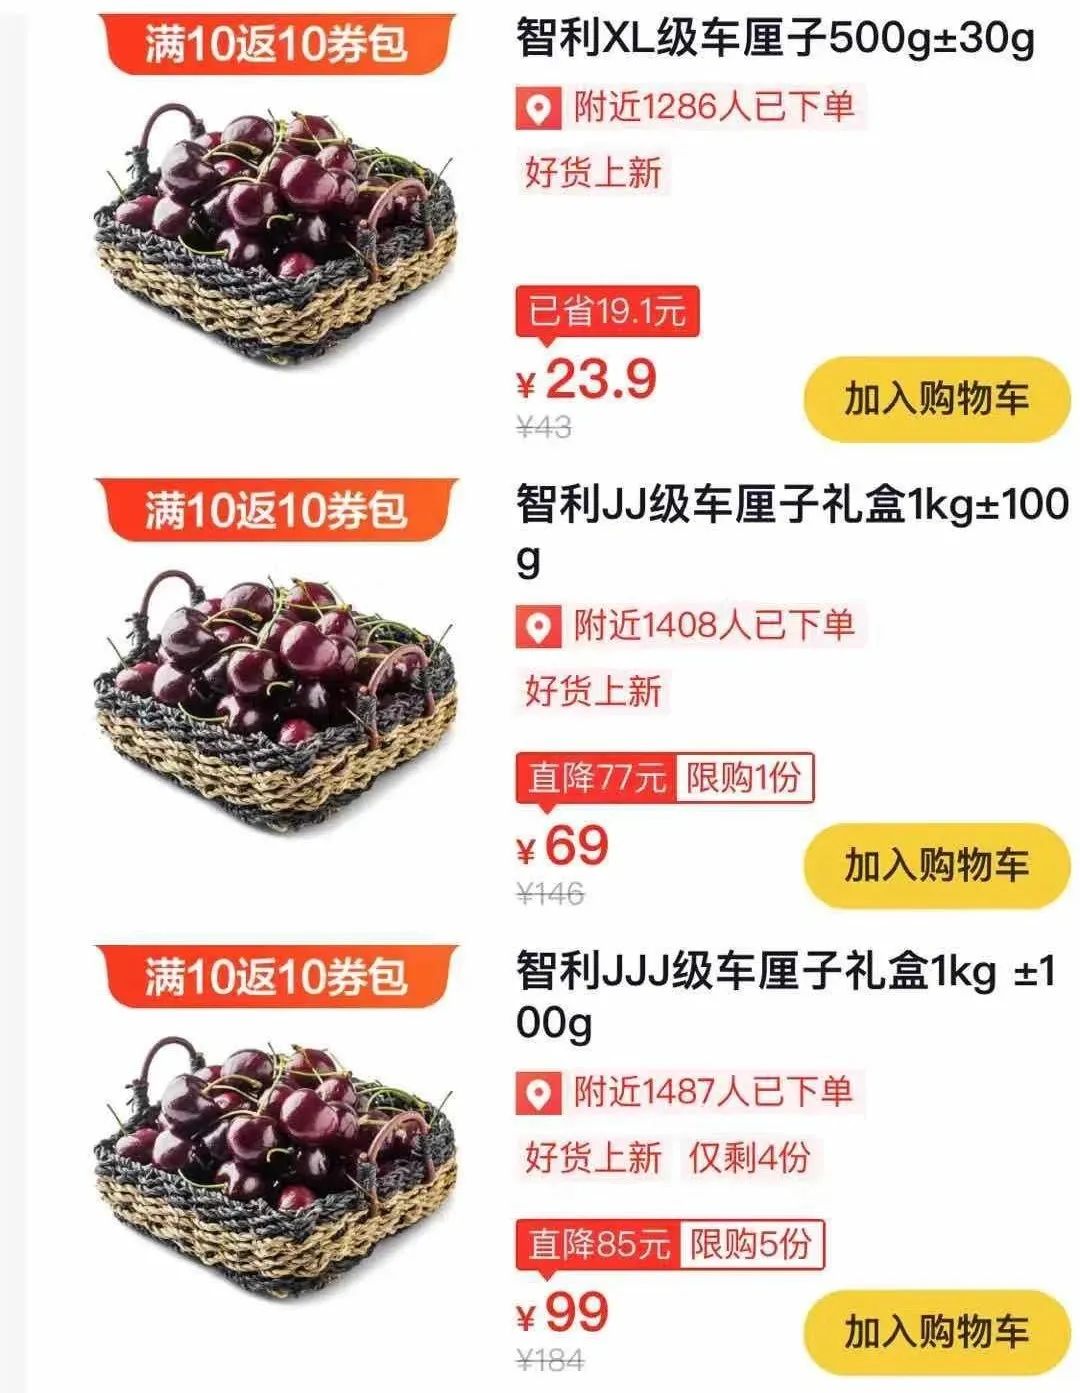 满10返10券包
智利XL级车厘子500g±30g
附近1286人已下单
好货上新
已省19.1元
¥23.9
¥43
加入购物车
满10返10券包
智利JJ级车厘子礼盒1kg±100
g
附近1408人已下单
好货上新
直降77元 限购1份
¥69
¥146
加入购物车
满10返10券包
智利JJJ级车厘子礼盒1kg ±1
00g
附近1487人已下单
好货上新 仅剩4份
直降85元 限购5份
¥99
¥184
加入购物车